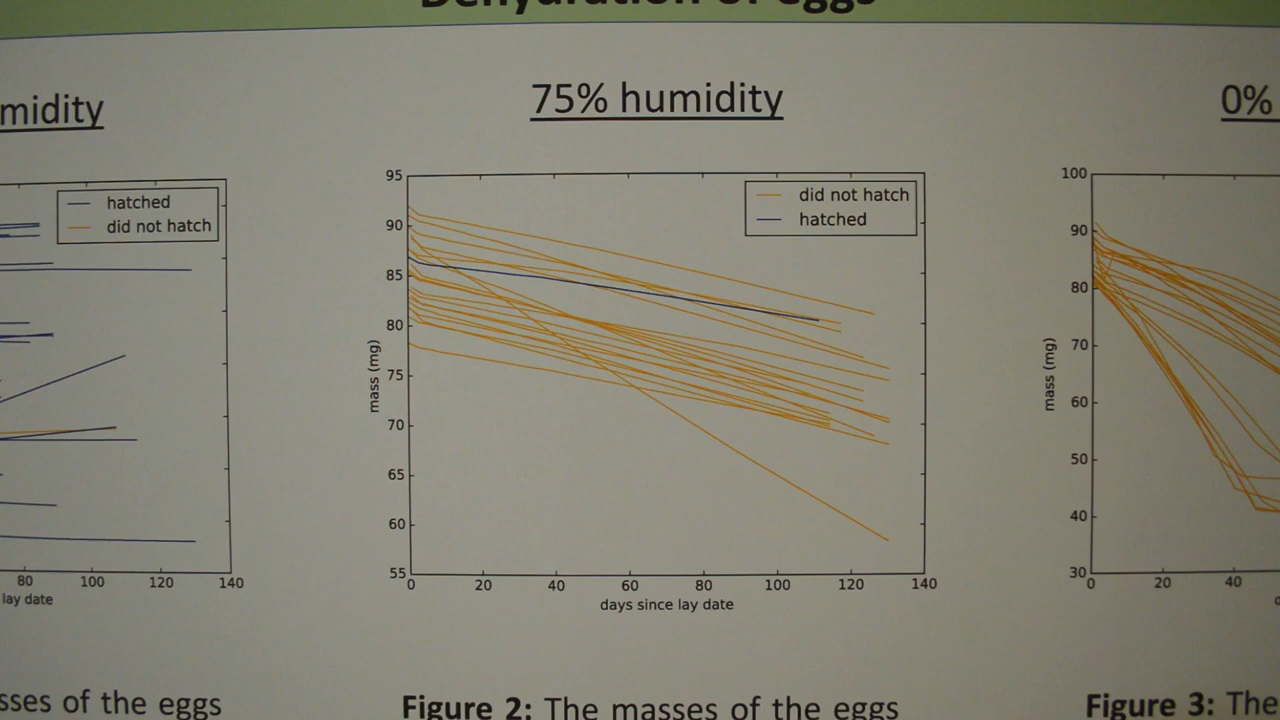 Dehydration of eggs
midity
hatched
did not hatch
80 100 120 140
lay date
sses of the eggs
75% humidity
did not hatch
hatched
95
90
85
80
75
70
65
60
55
mass (mg)
0 20 40 60 80 100 120 140
days since lay date
Figure 2: The masses of the eggs
0%
100
90
80
70
60
50
40
30
mass (mg)
0 20 40
Figure 3: The